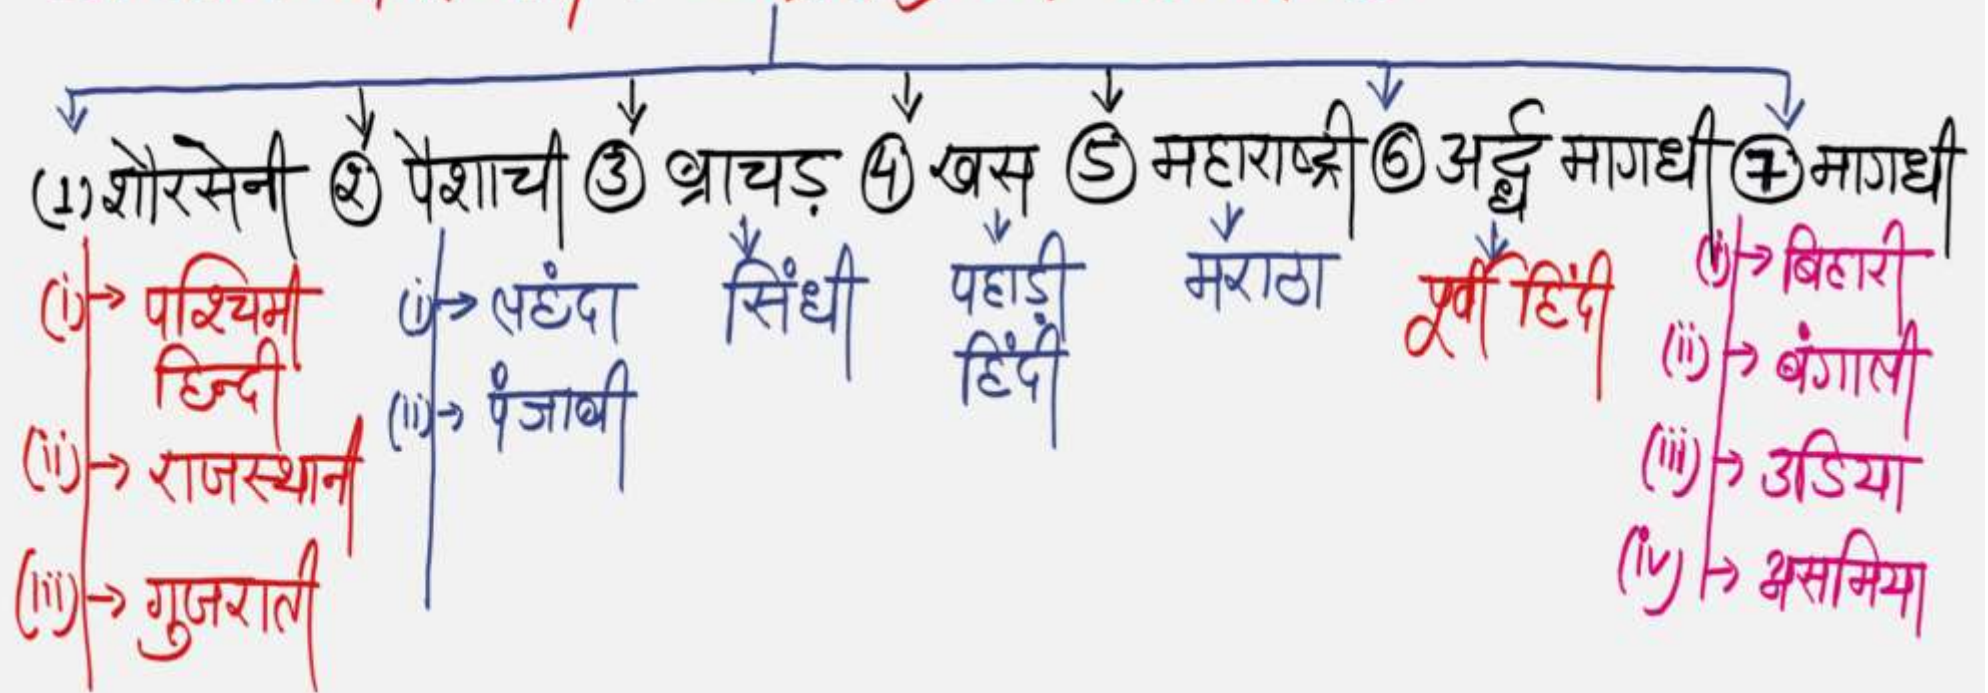 (1) शौरसेनी ② पैशाची ③ ब्राचड़ ④ खस ⑤ महाराष्ट्री ⑥ अर्द्ध मागधी ⑦ मागधी
(i) → पश्चिमी
हिन्दी
(ii) → राजस्थानी
(iii) → गुजराती
(i) → लहंदा
(ii) → पंजाबी
सिंधी
पहाड़ी
हिंदी
मराठा
पूर्वी हिंदी
(i) → बिहारी
(ii) → बंगाली
(iii) → उडिया
(iv) → असमिया